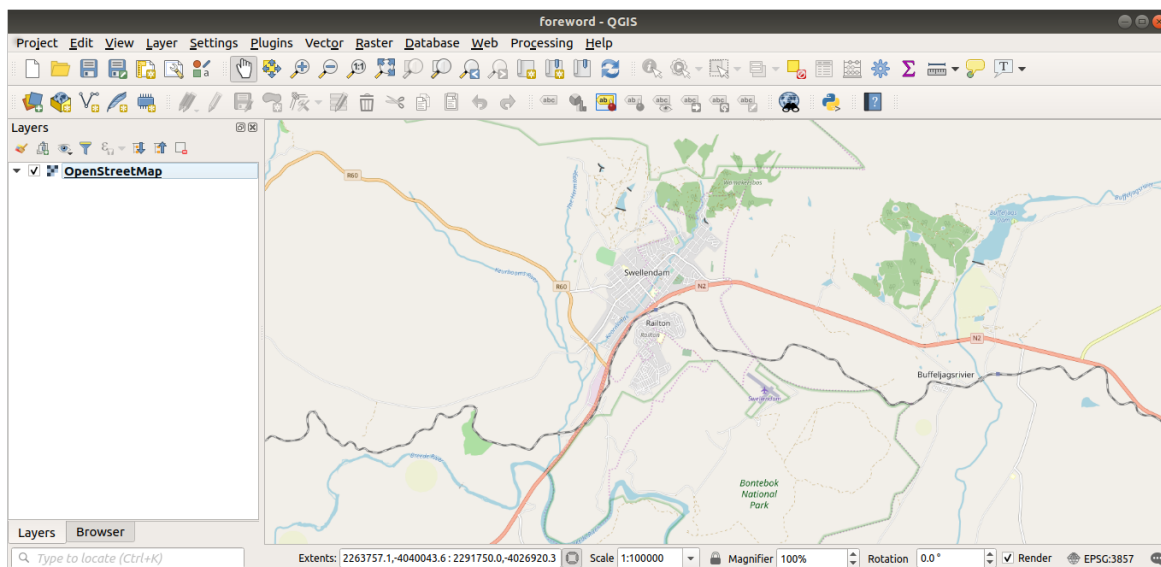 foreword - QGIS
Project Edit View Layer Settings Plugins Vector Raster Database Web Processing Help
Layers
OpenStreetMap
R60
Swellendam
R60
N2
Railton
Railton
N2
Buffeljagsrivier
Swellendam
Bontebok
National
Park
Layers Browser
Type to locate (Ctrl+K) Extents: 2263757.1,-4040043.6 : 2291750.0,-4026920.3 Scale 1:100000 Magnifier 100% Rotation 0.0 ° Render EPSG:3857